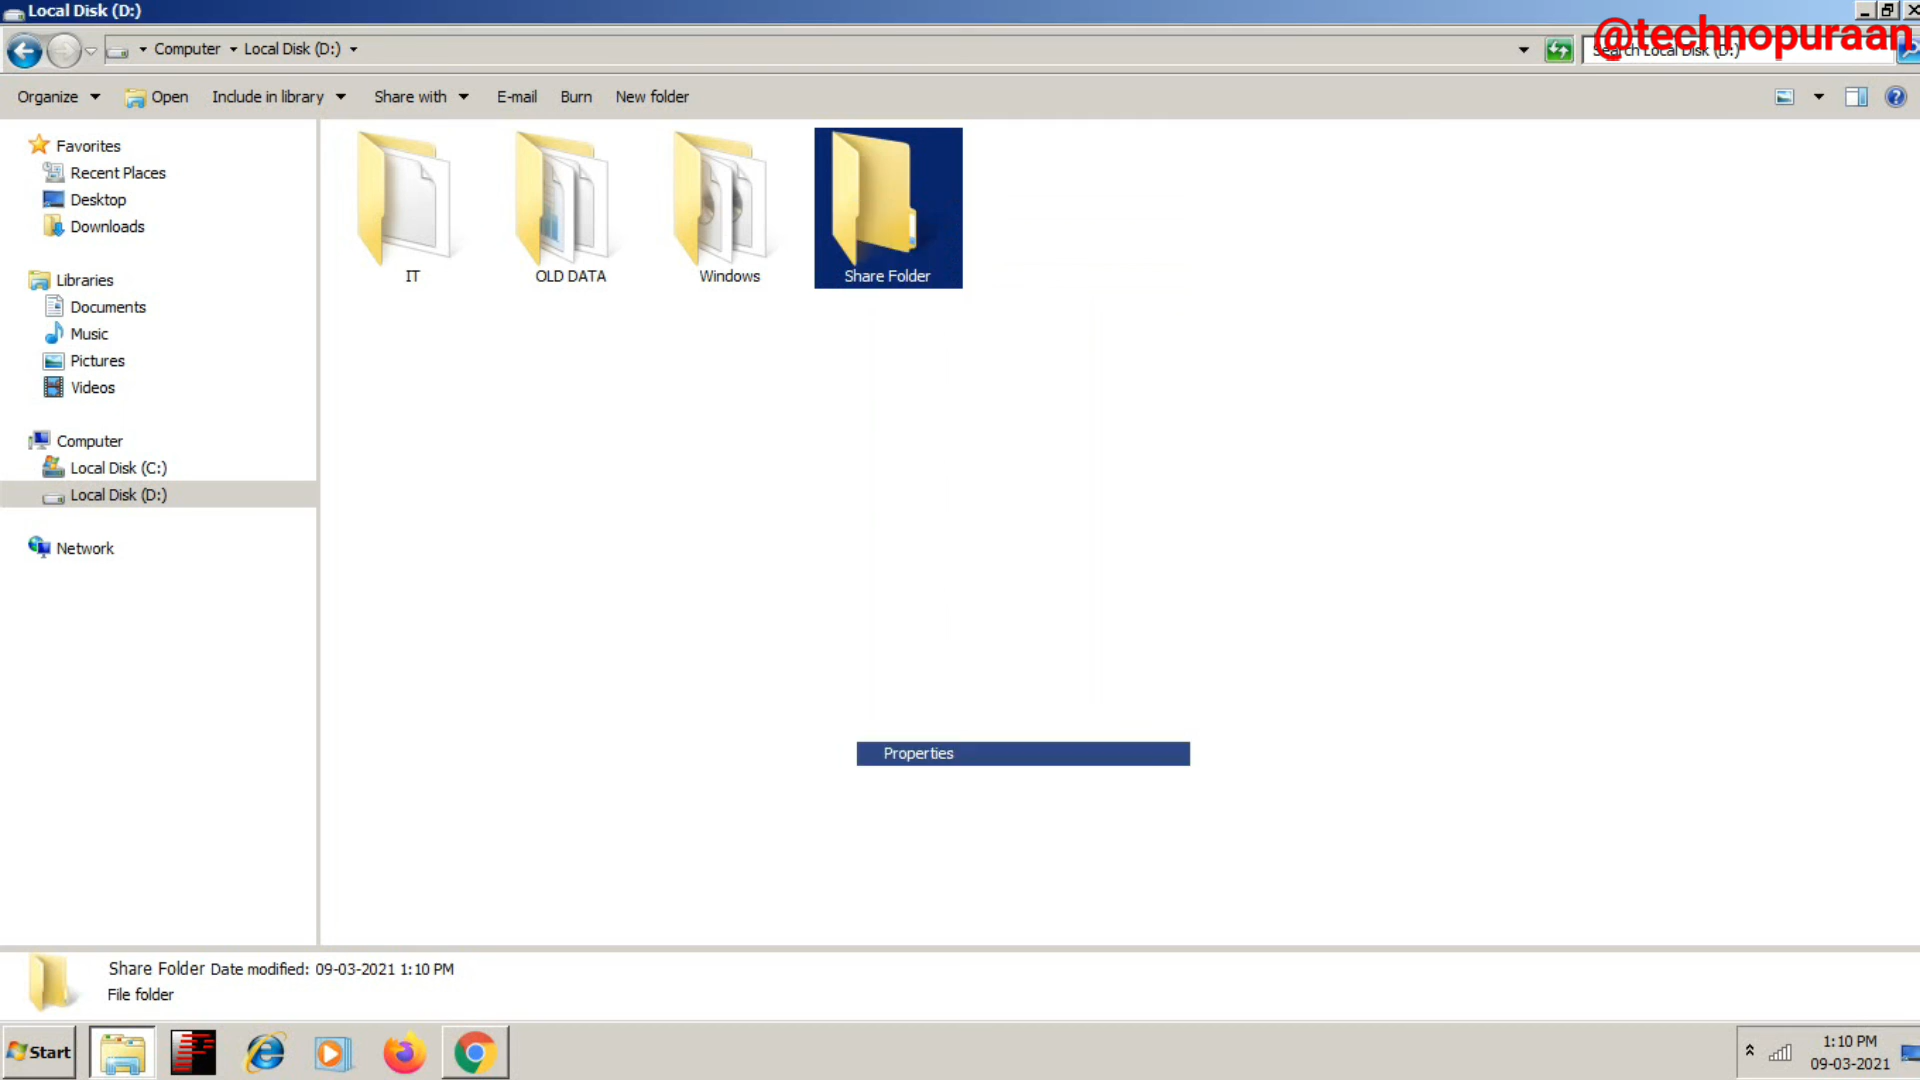 Local Disk (D:)
Computer Local Disk (D:)
@technopuraan
Search Local Disk (D:)
Organize Open Include in library Share with E-mail Burn New folder
Favorites
Recent Places
Desktop
Downloads
Libraries
Documents
Music
Pictures
Videos
Computer
Local Disk (C:)
Local Disk (D:)
Network
IT
OLD DATA
Windows
Share Folder
Properties
Share Folder Date modified: 09-03-2021 1:10 PM
File folder
Start
1:10 PM
09-03-2021